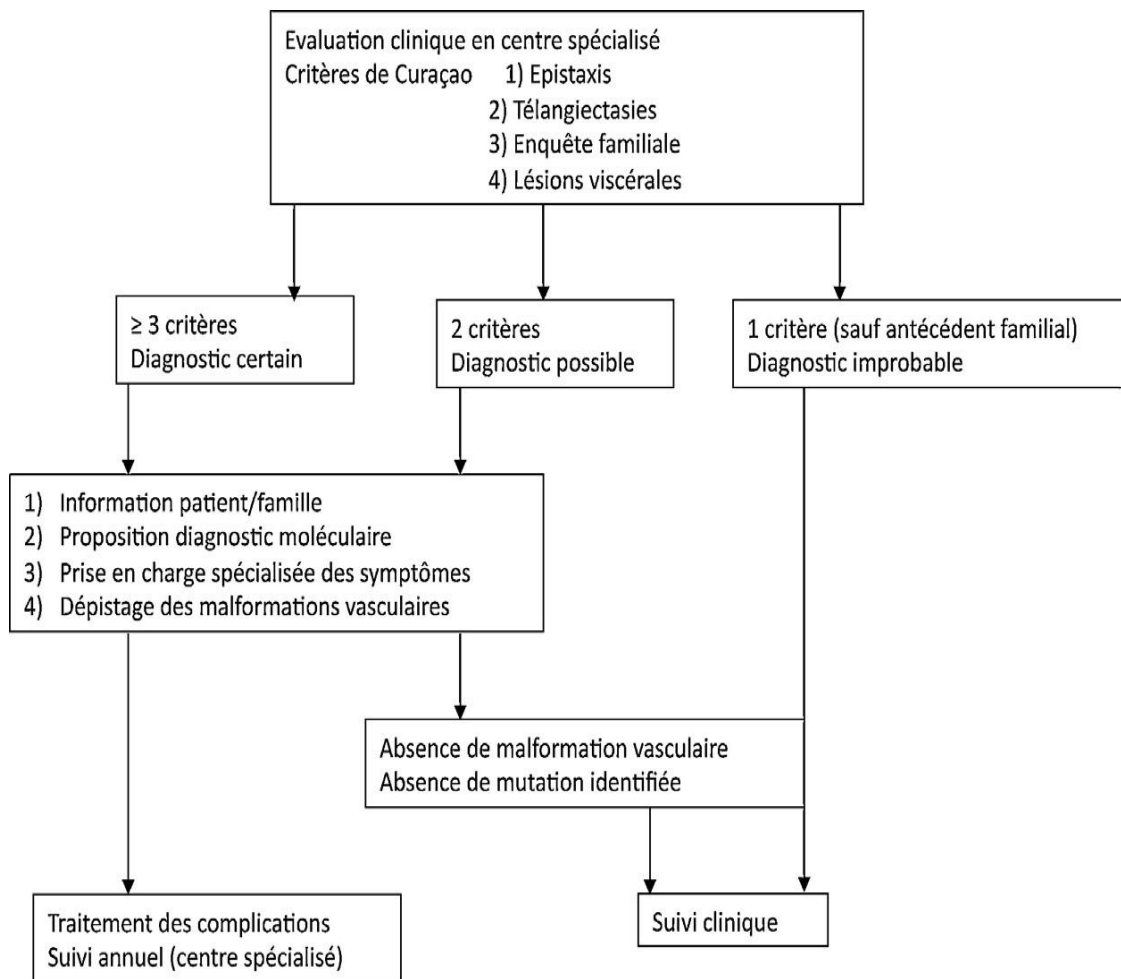 Evaluation clinique en centre spécialisé
Critères de Curaçao 1) Epistaxis
2) Télangiectasies
3) Enquête familiale
4) Lésions viscérales
≥ 3 critères
Diagnostic certain
2 critères
Diagnostic possible
1 critère (sauf antécédent familial)
Diagnostic improbable
1) Information patient/famille
2) Proposition diagnostic moléculaire
3) Prise en charge spécialisée des symptômes
4) Dépistage des malformations vasculaires
Absence de malformation vasculaire
Absence de mutation identifiée
Traitement des complications
Suivi annuel (centre spécialisé)
Suivi clinique